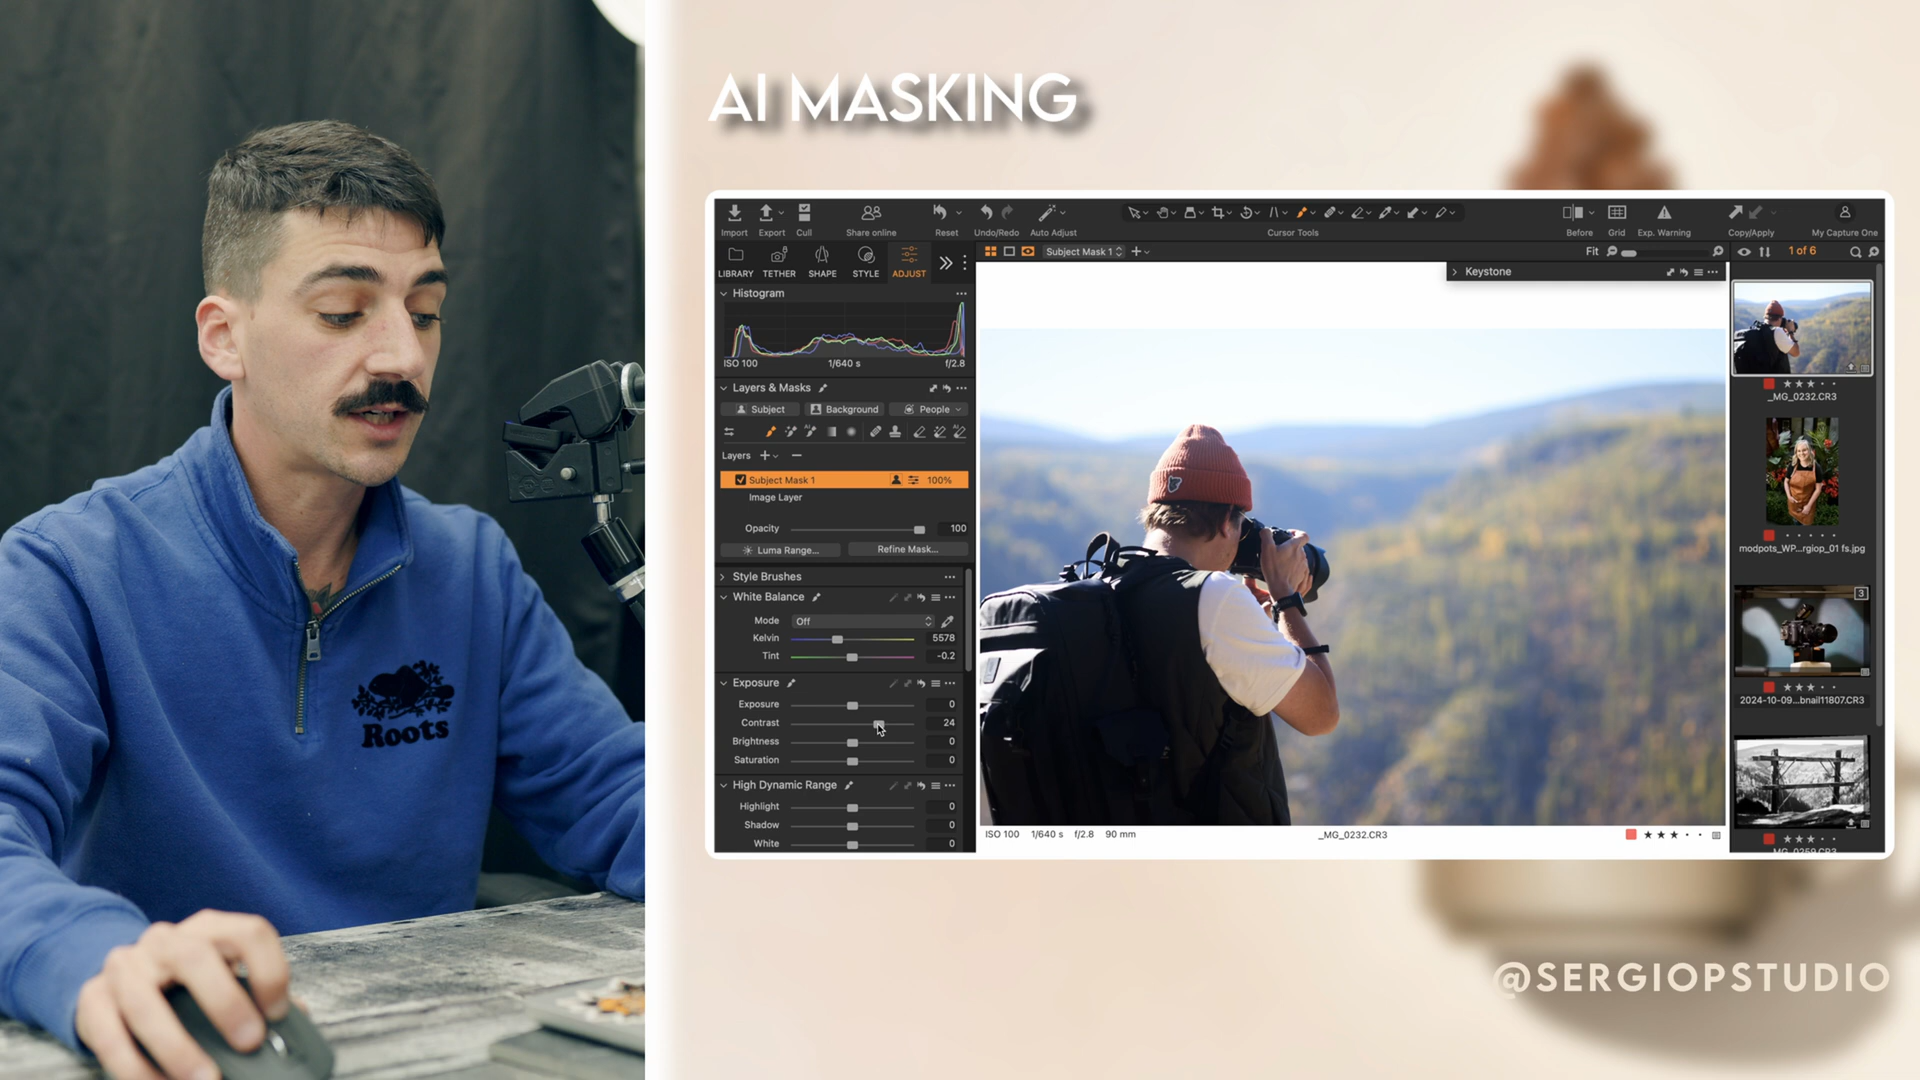 AI MASKING
Import Export Cull Share online Reset Undo/Redo Auto Adjust Cursor Tools Before Grid Exp. Warning Copy/Apply My Capture One
LIBRARY TETHER SHAPE STYLE ADJUST
Subject Mask 1
Fit
1 of 6
Keystone
Histogram
ISO 100 1/640 s f/2.8
Layers & Masks
Subject Background People
Layers
Subject Mask 1 100%
Image Layer
Opacity 100
Luma Range... Refine Mask...
Style Brushes
White Balance
Mode Off
Kelvin 5578
Tint -0.2
Exposure
Exposure 0
Contrast 24
Brightness 0
Saturation 0
High Dynamic Range
Highlight 0
Shadow 0
White 0
ISO 100 1/640 s f/2.8 90 mm
_MG_0232.CR3
_MG_0232.CR3
modpots_WP...rgiop_01 fs.jpg
3
2024-10-09...bnail11807.CR3
Roots
@SERGIOPSTUDIO